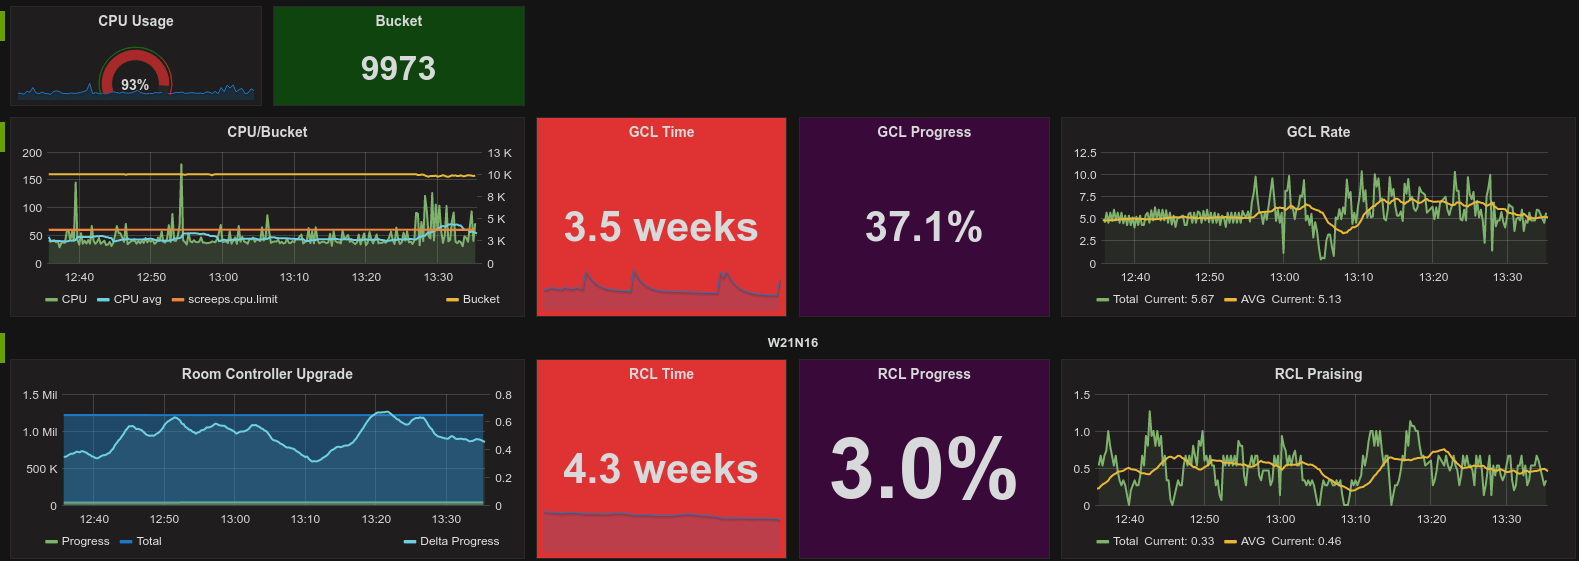 CPU Usage
93%
Bucket
9973
CPU/Bucket
200
150
100
50
0
13 K
10 K
8 K
5 K
3 K
0
12:40 12:50 13:00 13:10 13:20 13:30
CPU CPU avg screeps.cpu.limit Bucket
GCL Time
3.5 weeks
GCL Progress
37.1%
GCL Rate
12.5
10.0
7.5
5.0
2.5
0
12:40 12:50 13:00 13:10 13:20 13:30
Total Current: 5.67 AVG Current: 5.13
W21N16
Room Controller Upgrade
1.5 Mil
1.0 Mil
500 K
0
0.8
0.6
0.4
0.2
0
12:40 12:50 13:00 13:10 13:20 13:30
Progress Total Delta Progress
RCL Time
4.3 weeks
RCL Progress
3.0%
RCL Praising
1.5
1.0
0.5
0
12:40 12:50 13:00 13:10 13:20 13:30
Total Current: 0.33 AVG Current: 0.46